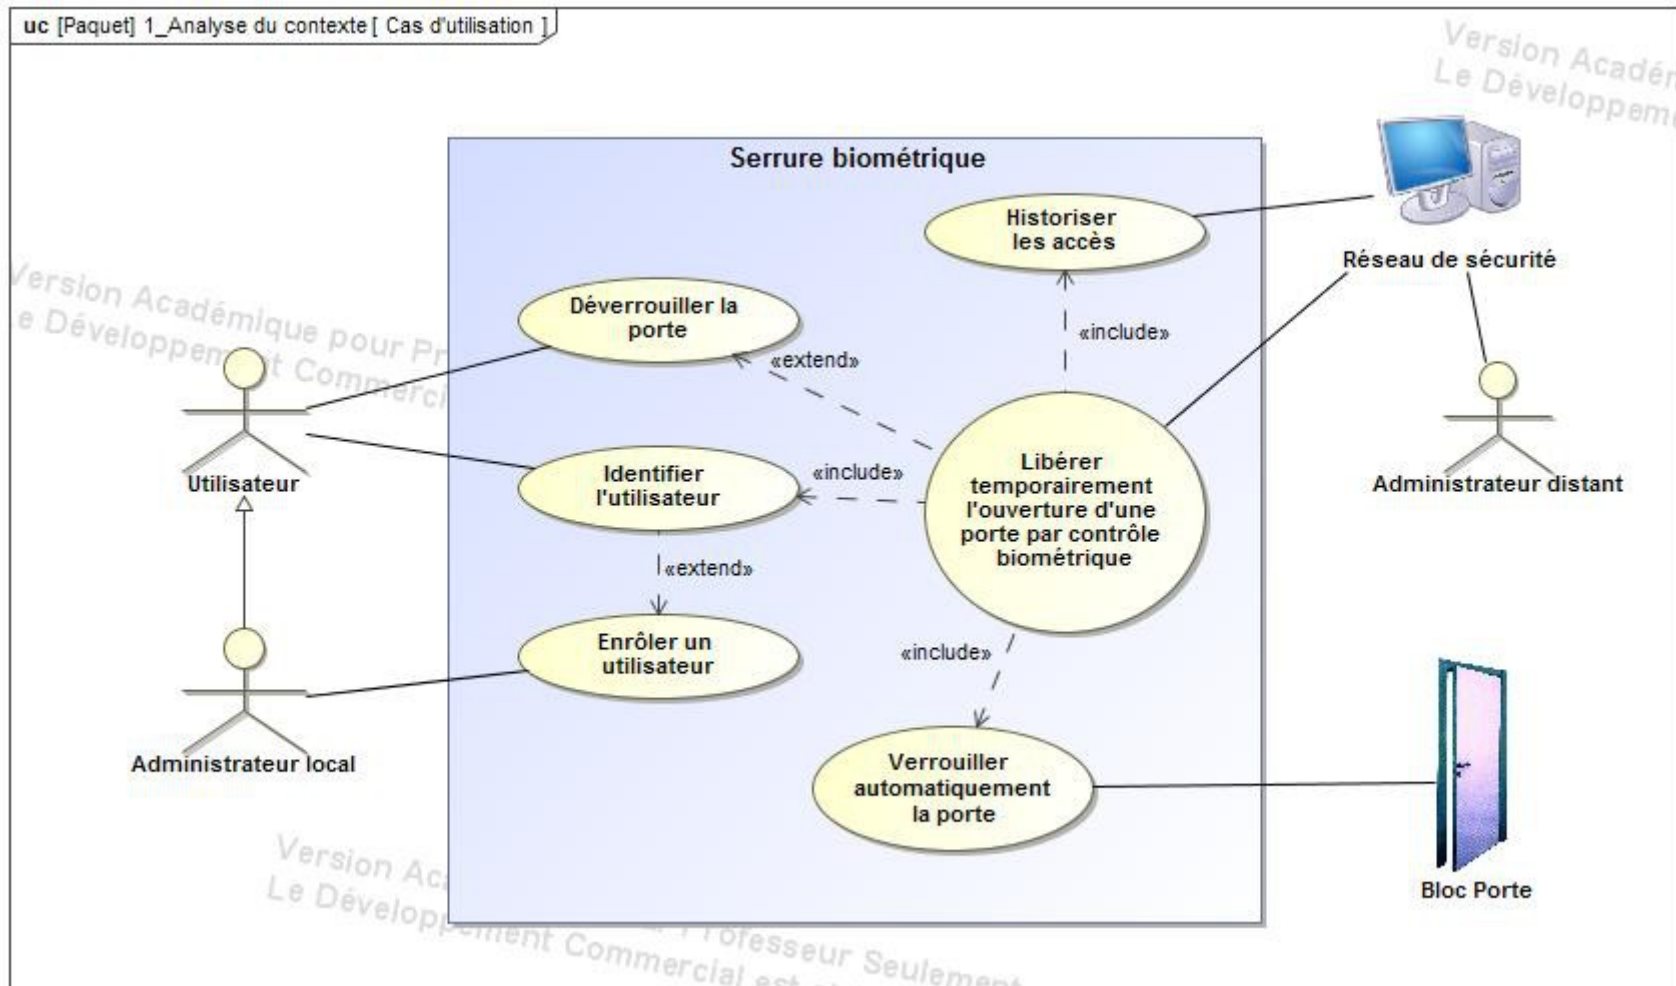 uc [Paquet] 1_Analyse du contexte [ Cas d'utilisation ]
Version Académ
Le Développeme
Serrure biométrique
Historiser
les accès
Réseau de sécurité
«include»
Version Académique pour Pr
e Développement Commerci
Déverrouiller la
porte
«extend»
Utilisateur
Identifier
l'utilisateur
«include»
Libérer
temporairement
l'ouverture d'une
porte par contrôle
biométrique
Administrateur distant
«extend»
Enrôler un
utilisateur
«include»
Administrateur local
Verrouiller
automatiquement
la porte
Bloc Porte
Version Ac
Professeur Seulement
Le Développement Commercial est